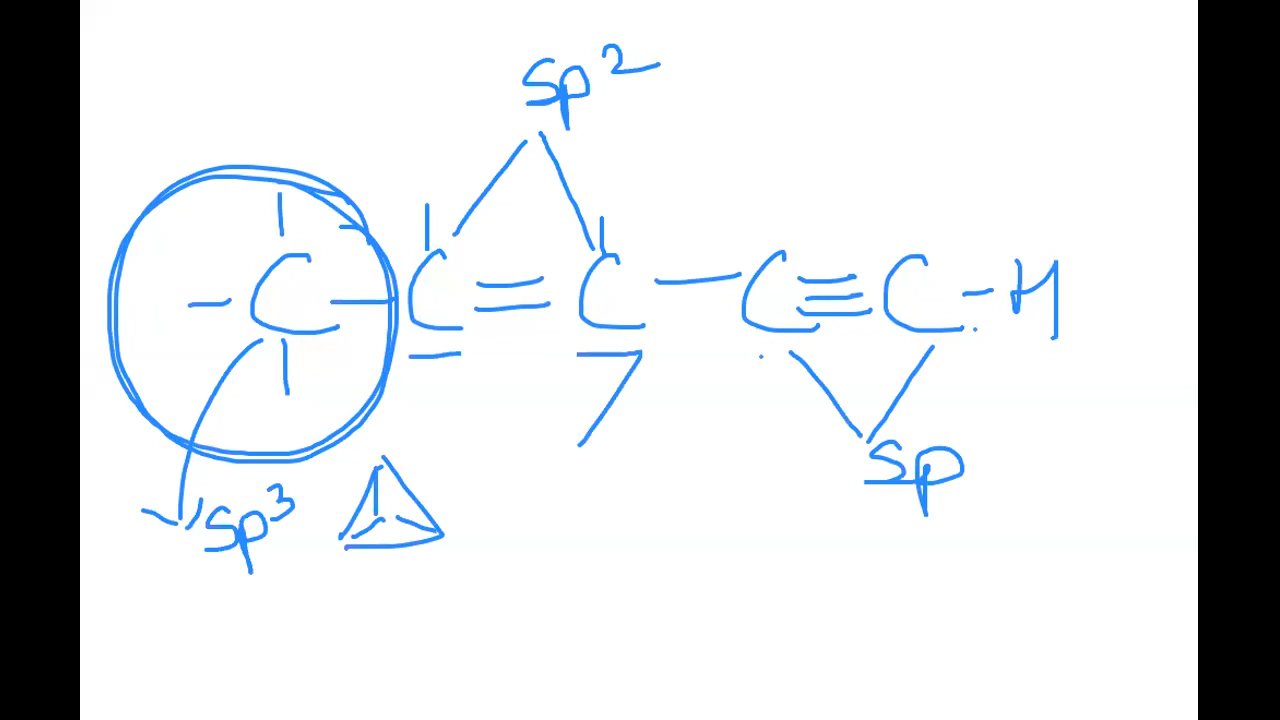 Sp²
C — C = C — C ≡ C - H
Sp³
Sp